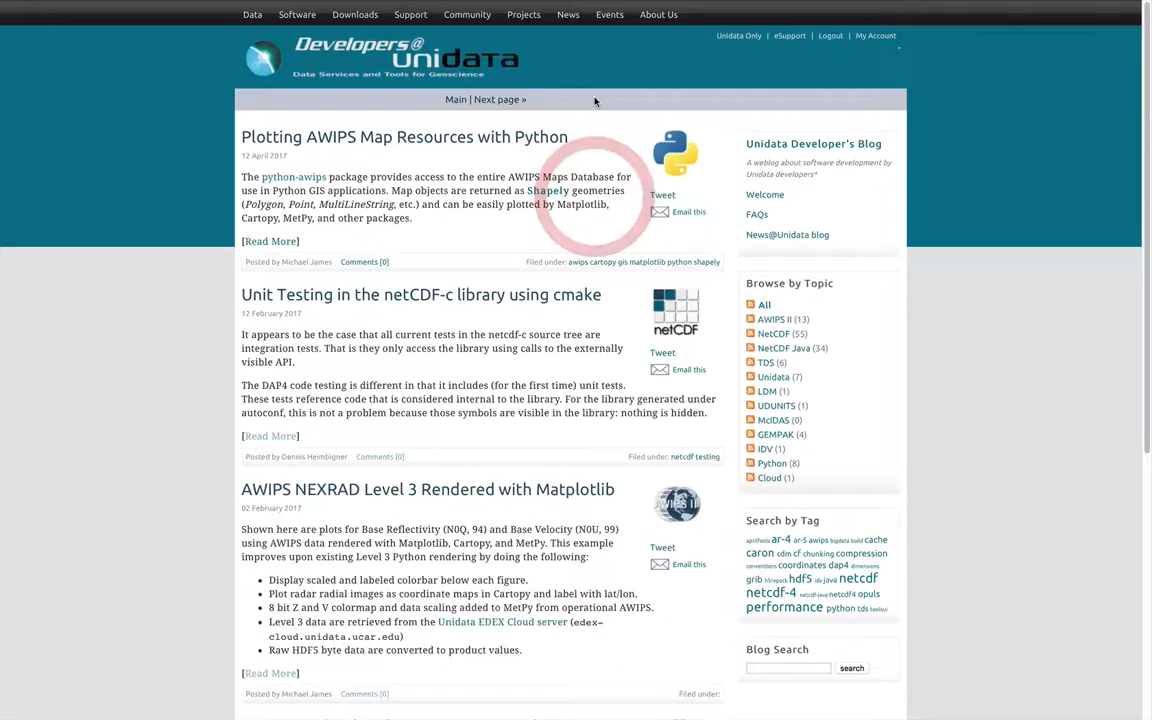 Data Software Downloads Support Community Projects News Events About Us
Unidata Only | eSupport | Logout | My Account
Developers@
unidata
Data Services and Tools for Geoscience
Main | Next page »
Plotting AWIPS Map Resources with Python
12 April 2017
The python-awips package provides access to the entire AWIPS Maps Database for
use in Python GIS applications. Map objects are returned as Shapely geometries
(Polygon, Point, MultiLineString, etc.) and can be easily plotted by Matplotlib,
Cartopy, MetPy, and other packages.
[Read More]
Tweet
Email this
Posted by Michael James Comments [0] Filed under: awips cartopy gis matplotlib python shapely
Unit Testing in the netCDF-c library using cmake
12 February 2017
It appears to be the case that all current tests in the netcdf-c source tree are
integration tests. That is they only access the library using calls to the externally
visible API.
The DAP4 code testing is different in that it includes (for the first time) unit tests.
These tests reference code that is considered internal to the library. For the library generated under
autoconf, this is not a problem because those symbols are visible in the library: nothing is hidden.
[Read More]
netCDF
Tweet
Email this
Posted by Dennis Heimbigner Comments [0] Filed under: netcdf testing
AWIPS NEXRAD Level 3 Rendered with Matplotlib
02 February 2017
Shown here are plots for Base Reflectivity (N0Q, 94) and Base Velocity (N0U, 99)
using AWIPS data rendered with Matplotlib, Cartopy, and MetPy. This example
improves upon existing Level 3 Python rendering by doing the following:
• Display scaled and labeled colorbar below each figure.
• Plot radar radial images as coordinate maps in Cartopy and label with lat/lon.
• 8 bit Z and V colormap and data scaling added to MetPy from operational AWIPS.
• Level 3 data are retrieved from the Unidata EDEX Cloud server (edex-
cloud.unidata.ucar.edu)
• Raw HDF5 byte data are converted to product values.
[Read More]
AWIPS II
Tweet
Email this
Posted by Michael James Comments [0] Filed under:
Unidata Developer's Blog
A weblog about software development by
Unidata developers*
Welcome
FAQs
News@Unidata blog
Browse by Topic
All
AWIPS II (13)
NetCDF (55)
NetCDF Java (34)
TDS (6)
Unidata (7)
LDM (1)
UDUNITS (1)
McIDAS (0)
GEMPAK (4)
IDV (1)
Python (8)
Cloud (1)
Search by Tag
aprilfools ar-4 ar-5 awips bigdata build cache
caron cdm cf chunking compression
conventions coordinates dap4 dimensions
grib h5repack hdf5 idv java netcdf
netcdf-4 netcdf-java netcdf4 opuls
performance python tds toolsui
Blog Search
search